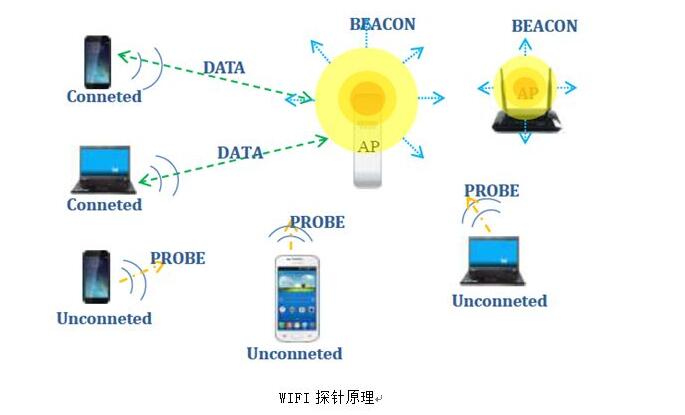 BEACON
BEACON
DATA
AP
Conneted
AP
DATA
Conneted
PROBE
PROBE
PROBE
Unconneted
Unconneted
Unconneted
WIFI 探针原理